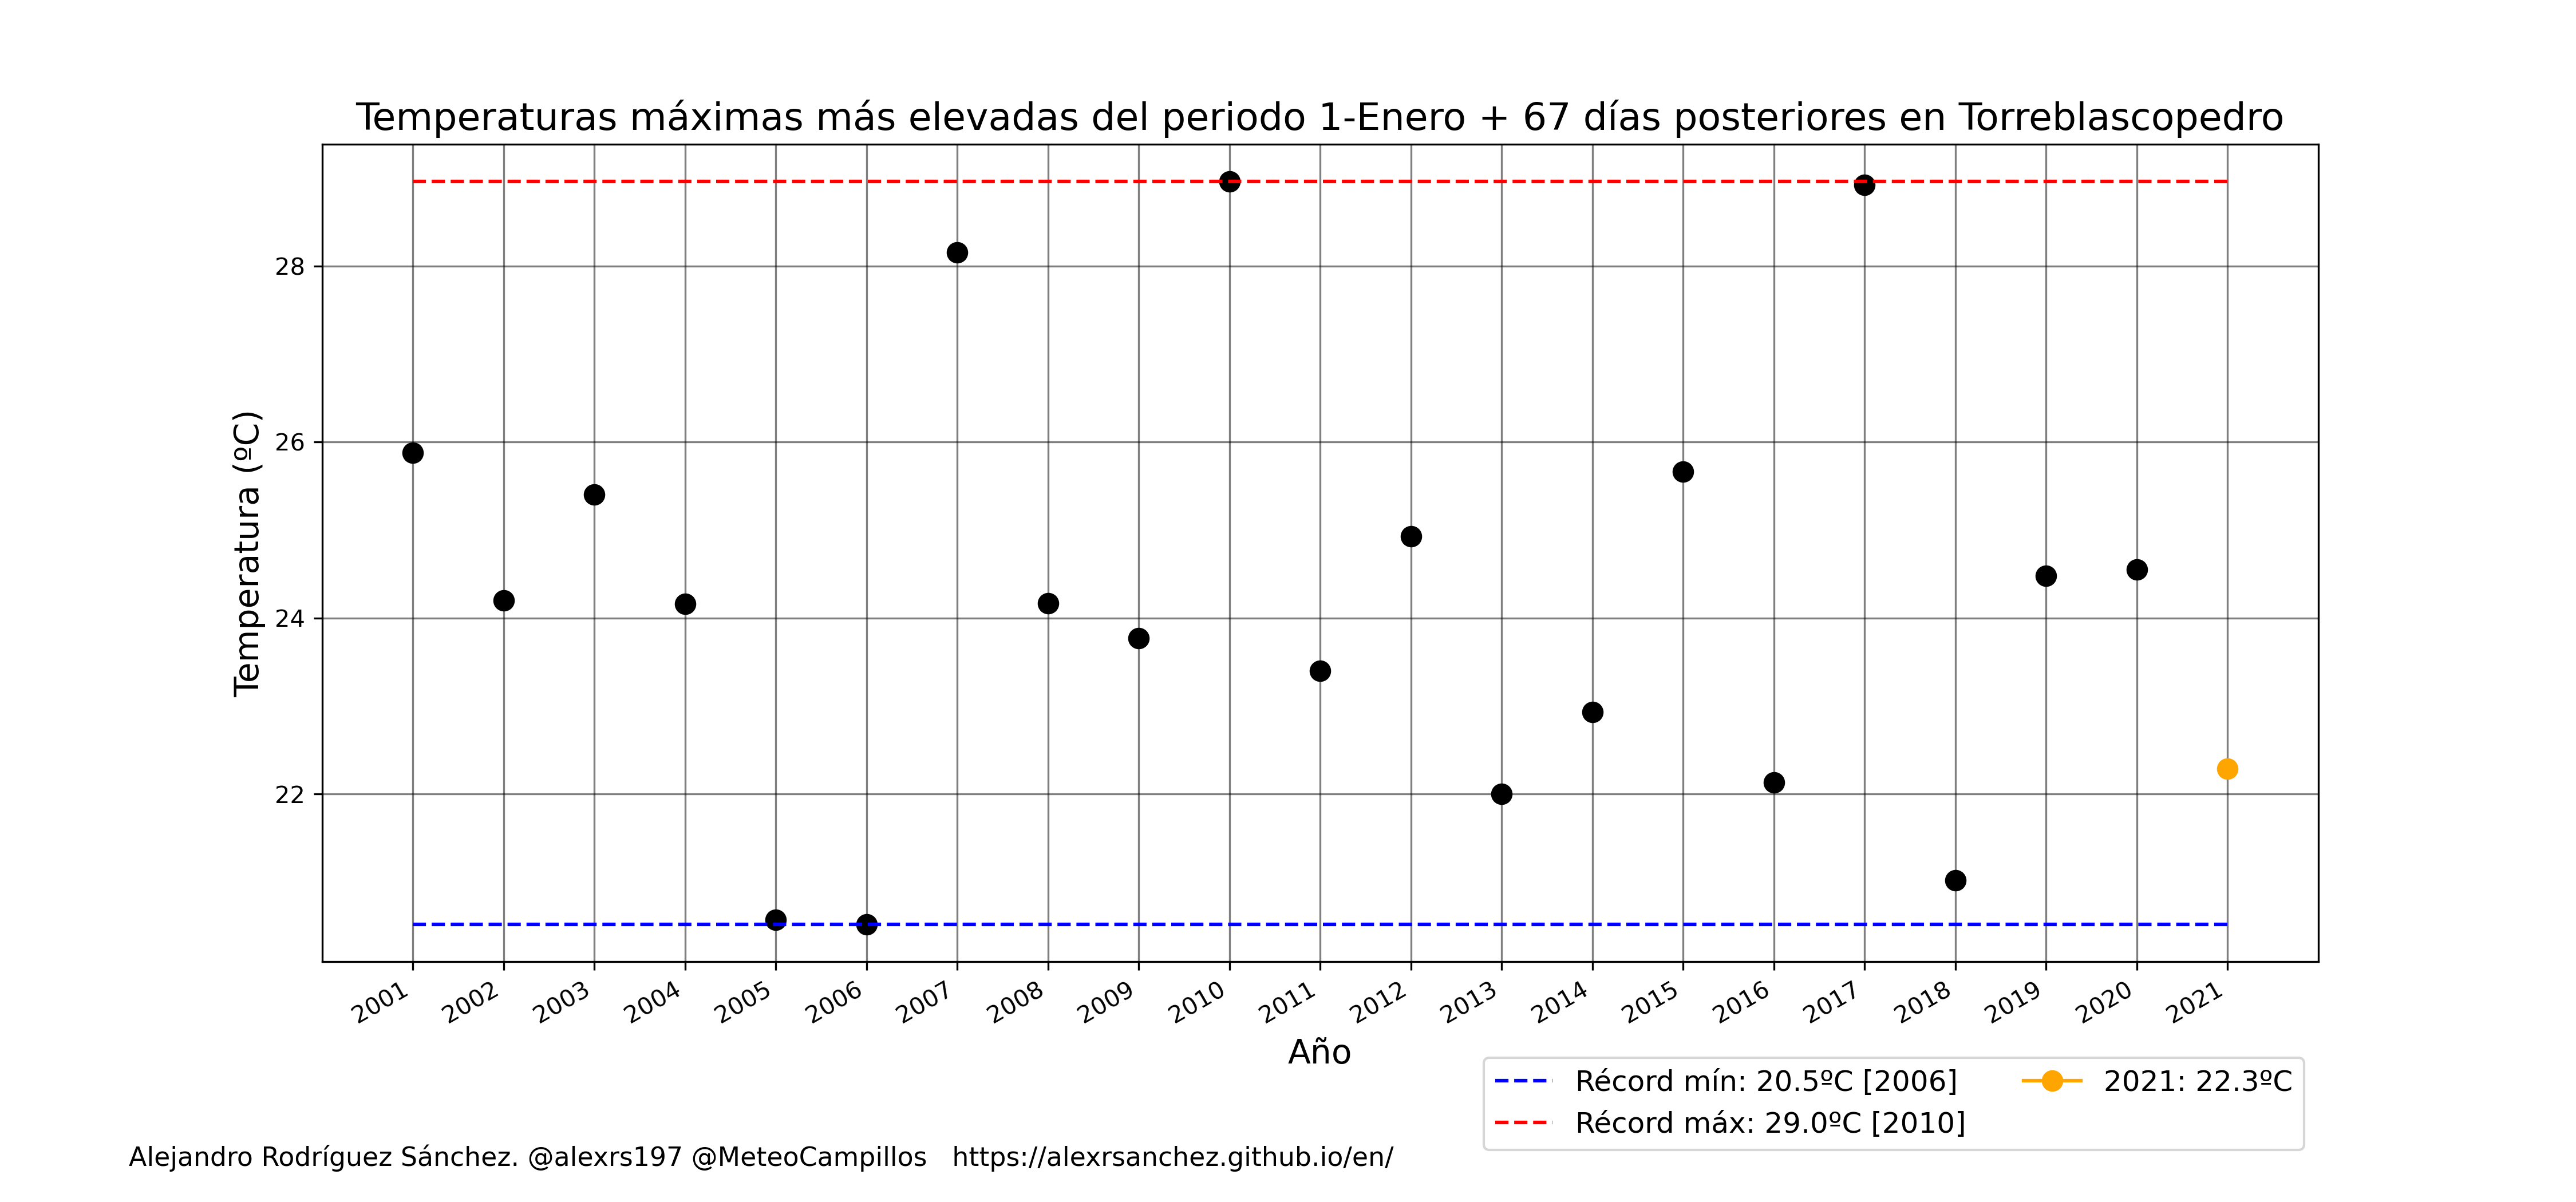 Temperaturas máximas más elevadas del periodo 1-Enero + 67 días posteriores en Torreblascopedro
Temperatura (ºC)
28
26
24
22
2001 2002 2003 2004 2005 2006 2007 2008 2009 2010 2011 2012 2013 2014 2015 2016 2017 2018 2019 2020 2021
Año
Récord mín: 20.5ºC [2006]
Récord máx: 29.0ºC [2010]
2021: 22.3ºC
Alejandro Rodríguez Sánchez. @alexrs197 @MeteoCampillos https://alexrsanchez.github.io/en/